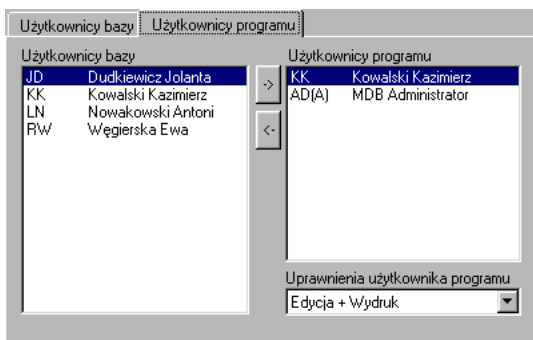 Użytkownicy bazy Użytkownicy programu
Użytkownicy bazy
JD Dudkiewicz Jolanta
KK Kowalski Kazimierz
LN Nowakowski Antoni
RW Węgierska Ewa
->
<-
Użytkownicy programu
KK Kowalski Kazimierz
AD(A) MDB Administrator
Uprawnienia użytkownika programu
Edycja + Wydruk